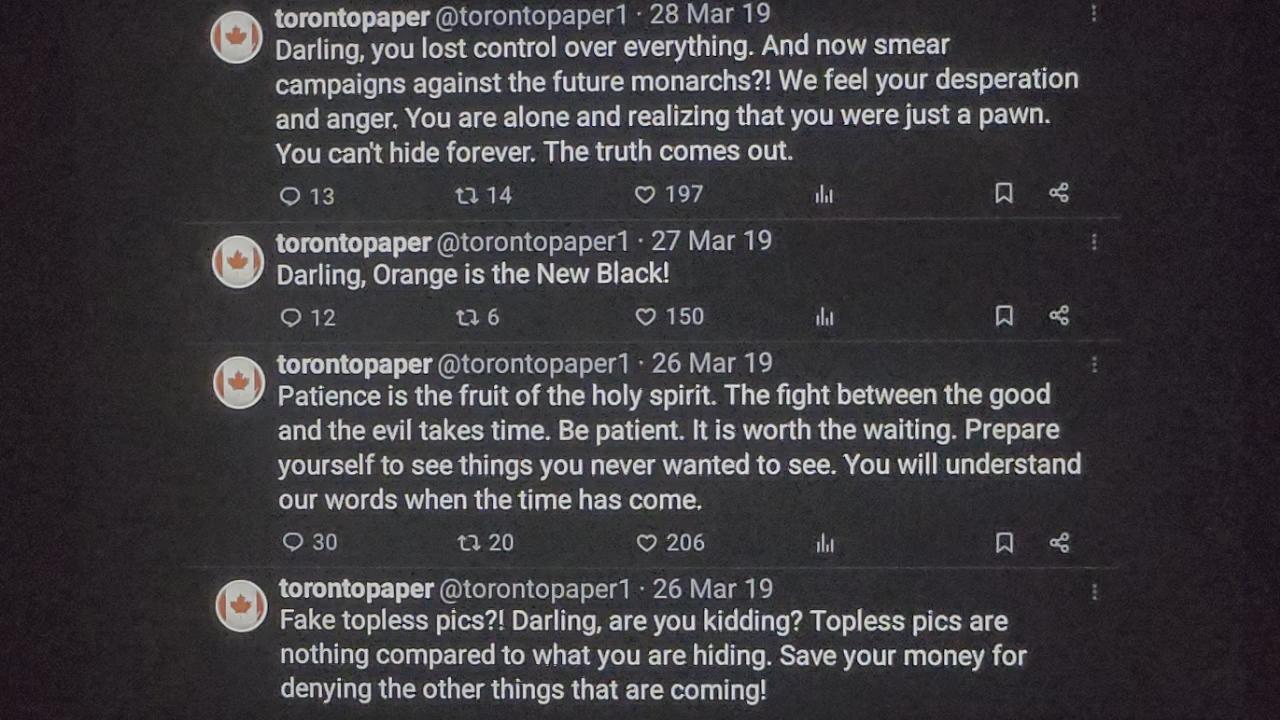 torontopaper @torontopaper1 · 28 Mar 19
Darling, you lost control over everything. And now smear
campaigns against the future monarchs?! We feel your desperation
and anger. You are alone and realizing that you were just a pawn.
You can't hide forever. The truth comes out.
13 14 197
torontopaper @torontopaper1 · 27 Mar 19
Darling, Orange is the New Black!
12 6 150
torontopaper @torontopaper1 · 26 Mar 19
Patience is the fruit of the holy spirit. The fight between the good
and the evil takes time. Be patient. It is worth the waiting. Prepare
yourself to see things you never wanted to see. You will understand
our words when the time has come.
30 20 206
torontopaper @torontopaper1 · 26 Mar 19
Fake topless pics?! Darling, are you kidding? Topless pics are
nothing compared to what you are hiding. Save your money for
denying the other things that are coming!